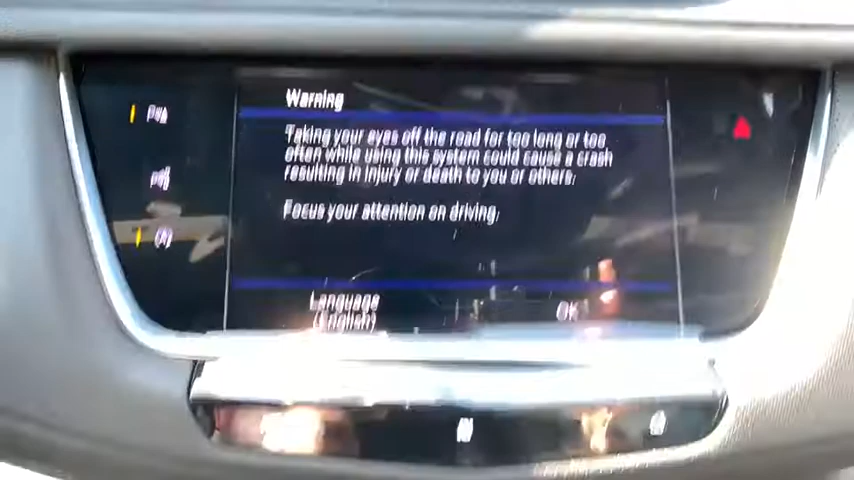 Warning
Taking your eyes off the road for too long or too
often while using this system could cause a crash
resulting in injury or death to you or others.
Focus your attention on driving.
Language
(English)
OK